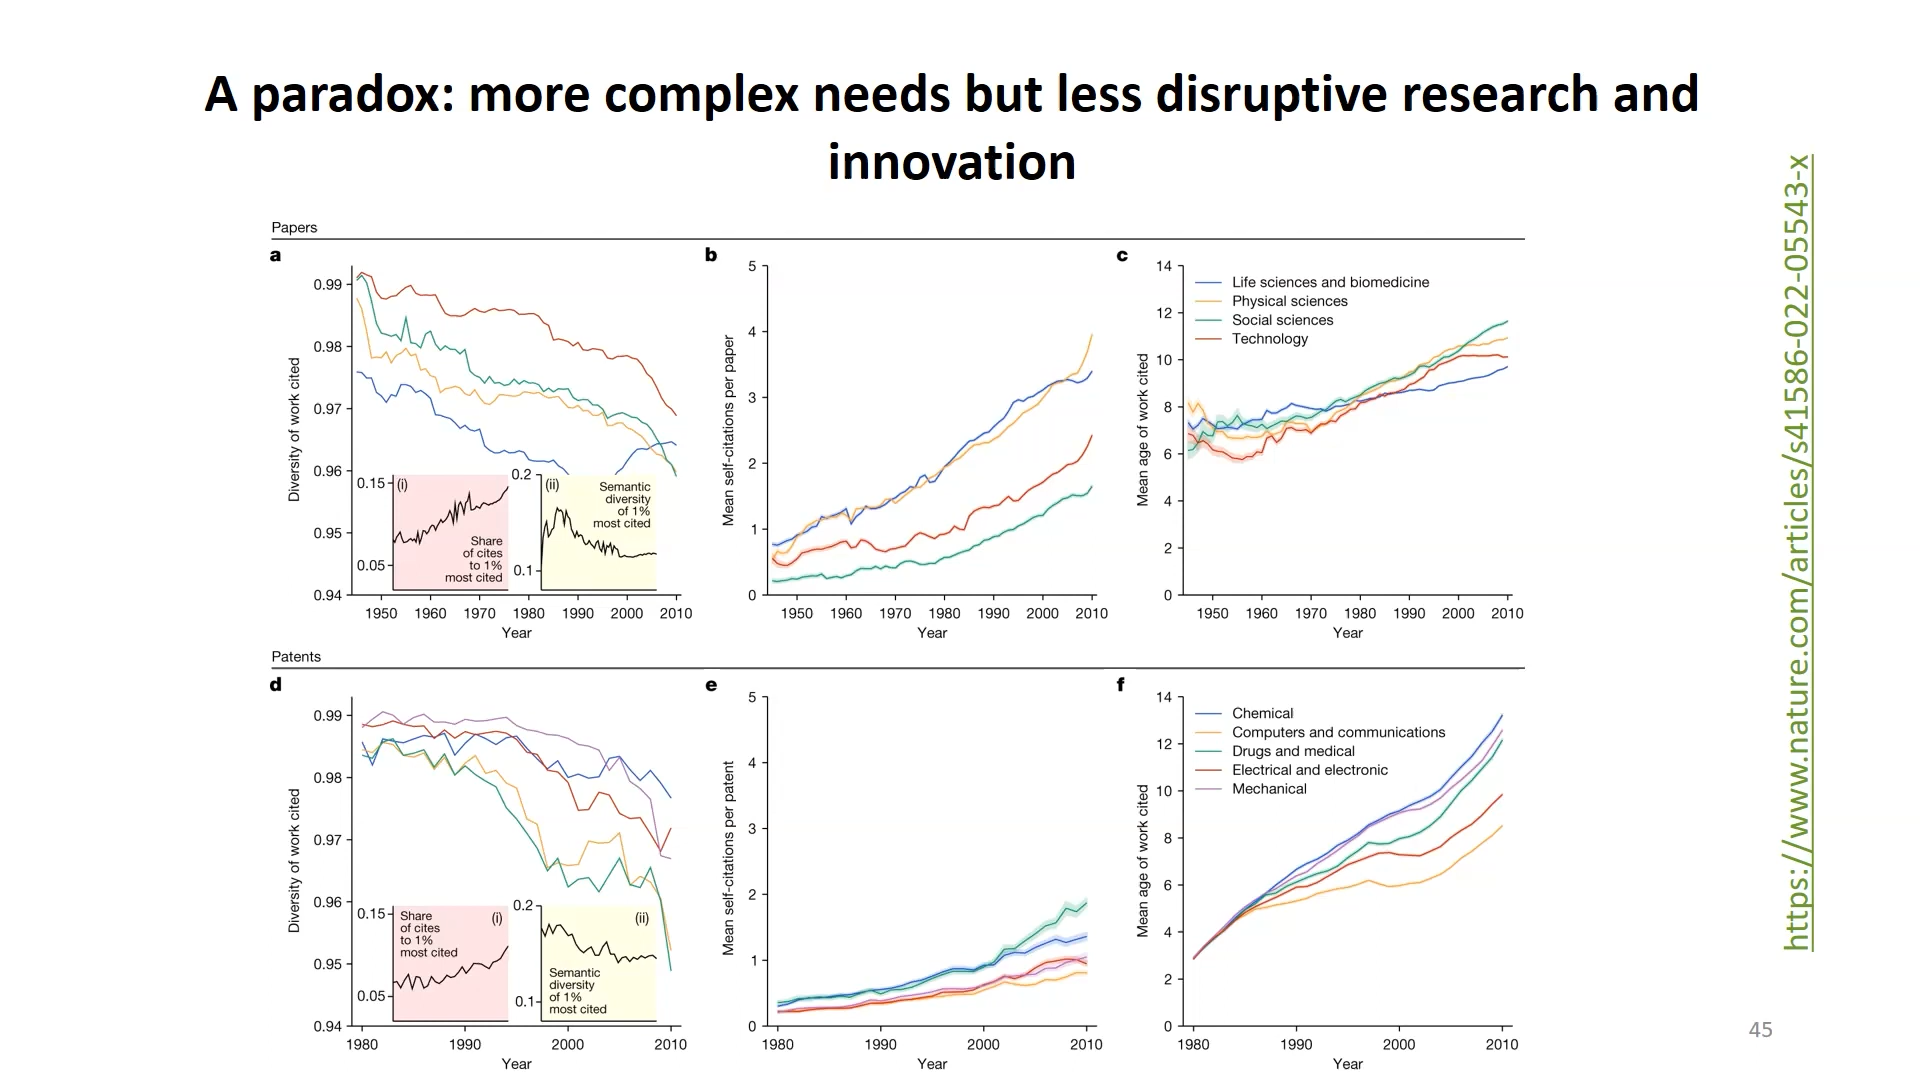 A paradox: more complex needs but less disruptive research and
innovation
https://www.nature.com/articles/s41586-022-05543-x
Papers
a
Diversity of work cited
0.99
0.98
0.97
0.96
0.95
0.94
0.15
0.05
(i)
Share
of cites
to 1%
most cited
0.2
0.1
(ii)
Semantic
diversity
of 1%
most cited
1950 1960 1970 1980 1990 2000 2010
Year
b
Mean self-citations per paper
5
4
3
2
1
0
1950 1960 1970 1980 1990 2000 2010
Year
c
Mean age of work cited
14
12
10
8
6
4
2
0
Life sciences and biomedicine
Physical sciences
Social sciences
Technology
1950 1960 1970 1980 1990 2000 2010
Year
Patents
d
Diversity of work cited
0.99
0.98
0.97
0.96
0.95
0.94
0.15
0.05
Share
of cites
to 1%
most cited
(i)
0.2
0.1
(ii)
Semantic
diversity
of 1%
most cited
1980 1990 2000 2010
Year
e
Mean self-citations per patent
5
4
3
2
1
0
1980 1990 2000 2010
Year
f
Mean age of work cited
14
12
10
8
6
4
2
0
Chemical
Computers and communications
Drugs and medical
Electrical and electronic
Mechanical
1980 1990 2000 2010
Year
45